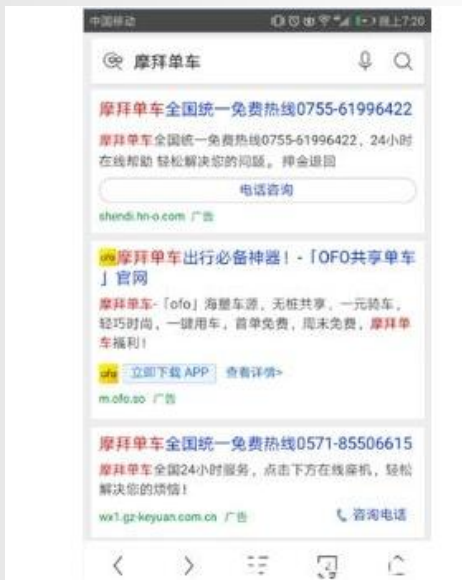 中国移动 晚上7:20
摩拜单车
摩拜单车全国统一免费热线0755-61996422
摩拜单车全国统一免费热线0755-61996422，24小时
在线帮助 轻松解决您的问题。押金退回
电话咨询
shendi.hn-o.com 广告
ofo摩拜单车出行必备神器！-「OFO共享单车
」官网
摩拜单车-「ofo」海量车源，无桩共享，一元骑车，
轻巧时尚，一键用车，首单免费，周末免费，摩拜单
车福利！
ofo 立即下载 APP 查看详情>
m.ofo.so 广告
摩拜单车全国统一免费热线0571-85506615
摩拜单车全国24小时服务，点击下方在线座机，轻松
解决您的烦恼！
wx1.gz-keyuan.com.cn 广告 咨询电话
2